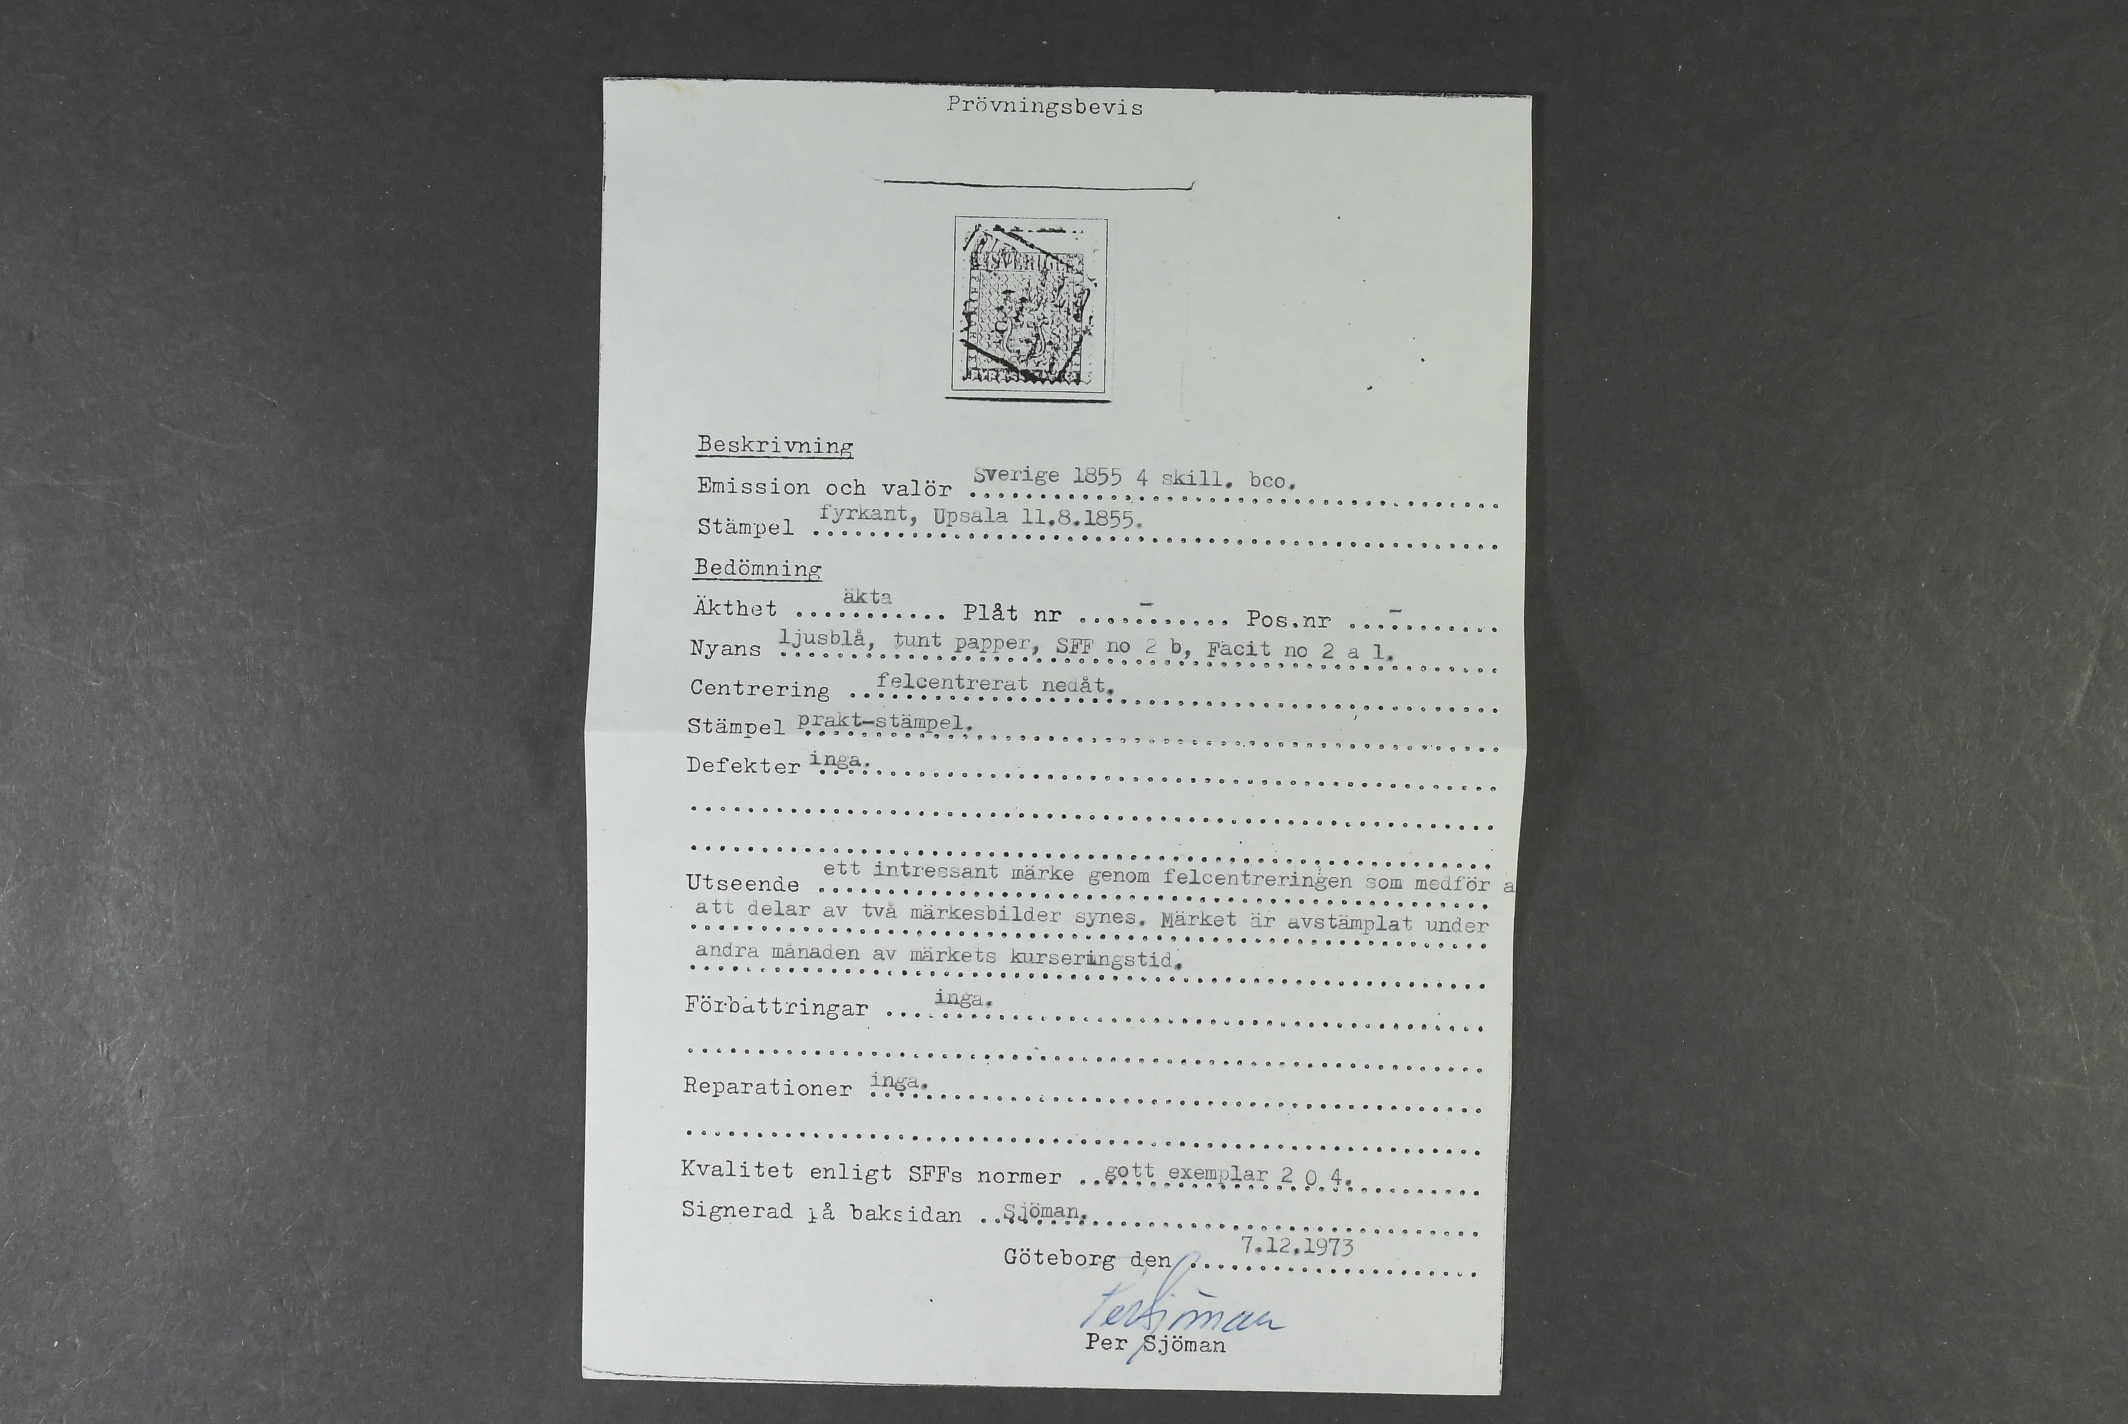 Prövningsbevis
SVERIGE
Beskrivning
Emission och valör Sverige 1855 4 skill. bco.
Stämpel fyrkant, Upsala 11.8.1855.
Bedömning
Äkthet äkta Plåt nr - Pos.nr -
Nyans ljusblå, tunt papper, SFF no 2 b, Facit no 2 a 1.
Centrering felcentrerat nedåt.
Stämpel prakt-stämpel.
Defekter inga.
Utseende ett intressant märke genom felcentreringen som medför a
att delar av två märkesbilder synes. Märket är avstämplat under
andra månaden av märkets kurseringstid.
Förbättringar inga.
Reparationer inga.
Kvalitet enligt SFFs normer gott exemplar 2 0 4.
Signerad på baksidan Sjöman.
Göteborg den 7.12.1973
Per Sjöman
Per Sjöman